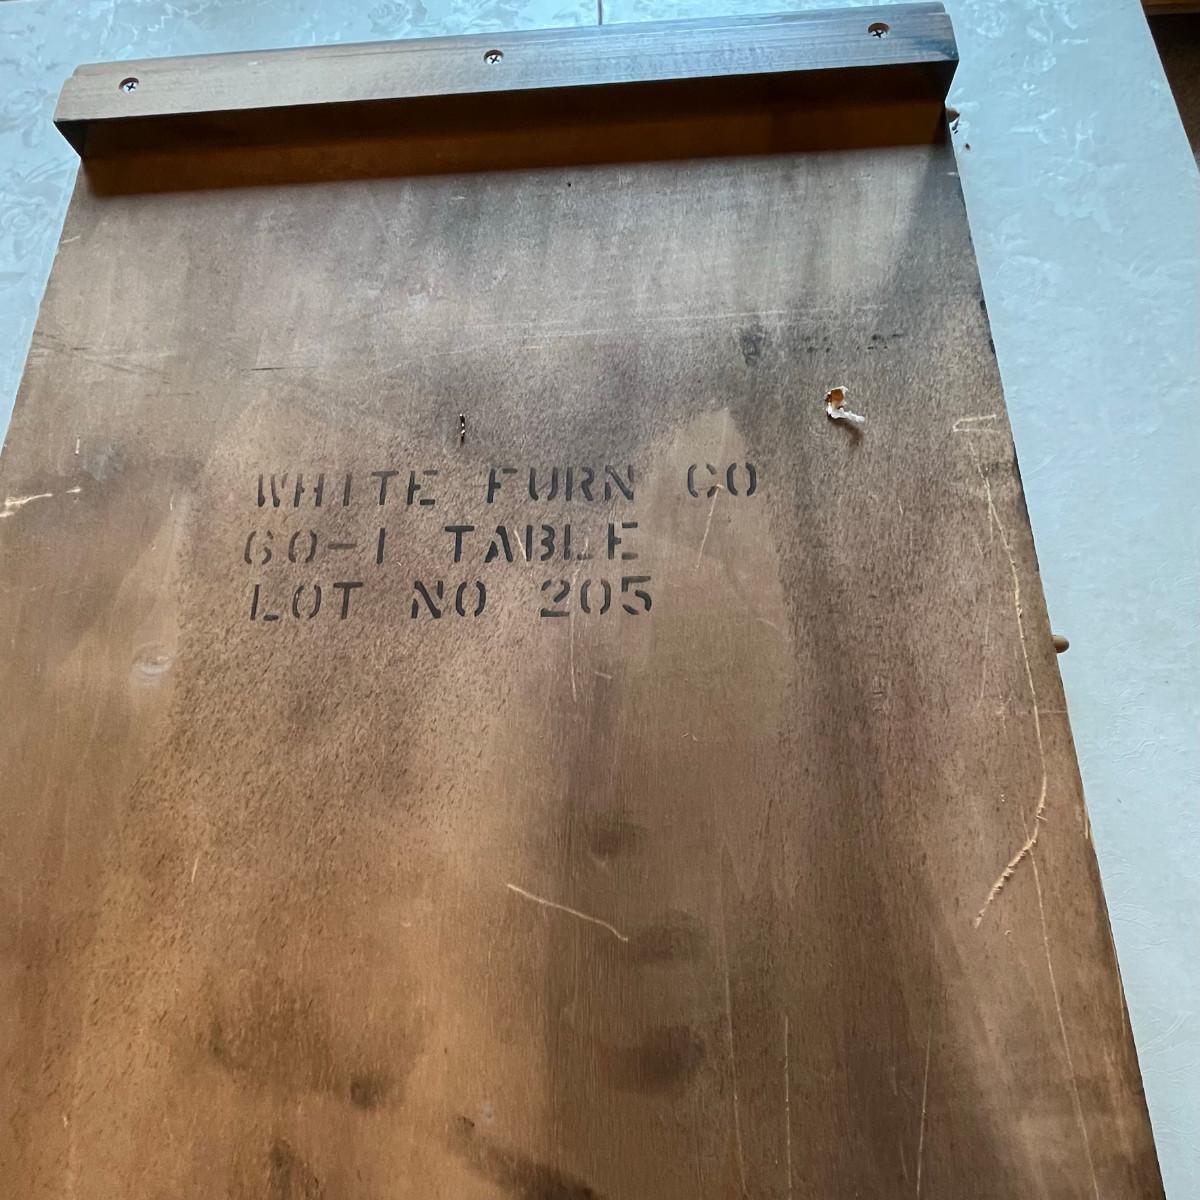 WHITE FURN CO
60-1 TABLE
LOT NO 205